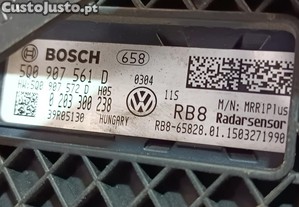 CustoJusto.pt
BOSCH 658
5Q0 907 561 D
HW:5Q0 907 572 D H05
0 203 300 238
39R05130 HUNGARY
0304
11S
RB8
M/N: MRR1Plus
Radarsensor
RB8-65820.01.1503271990